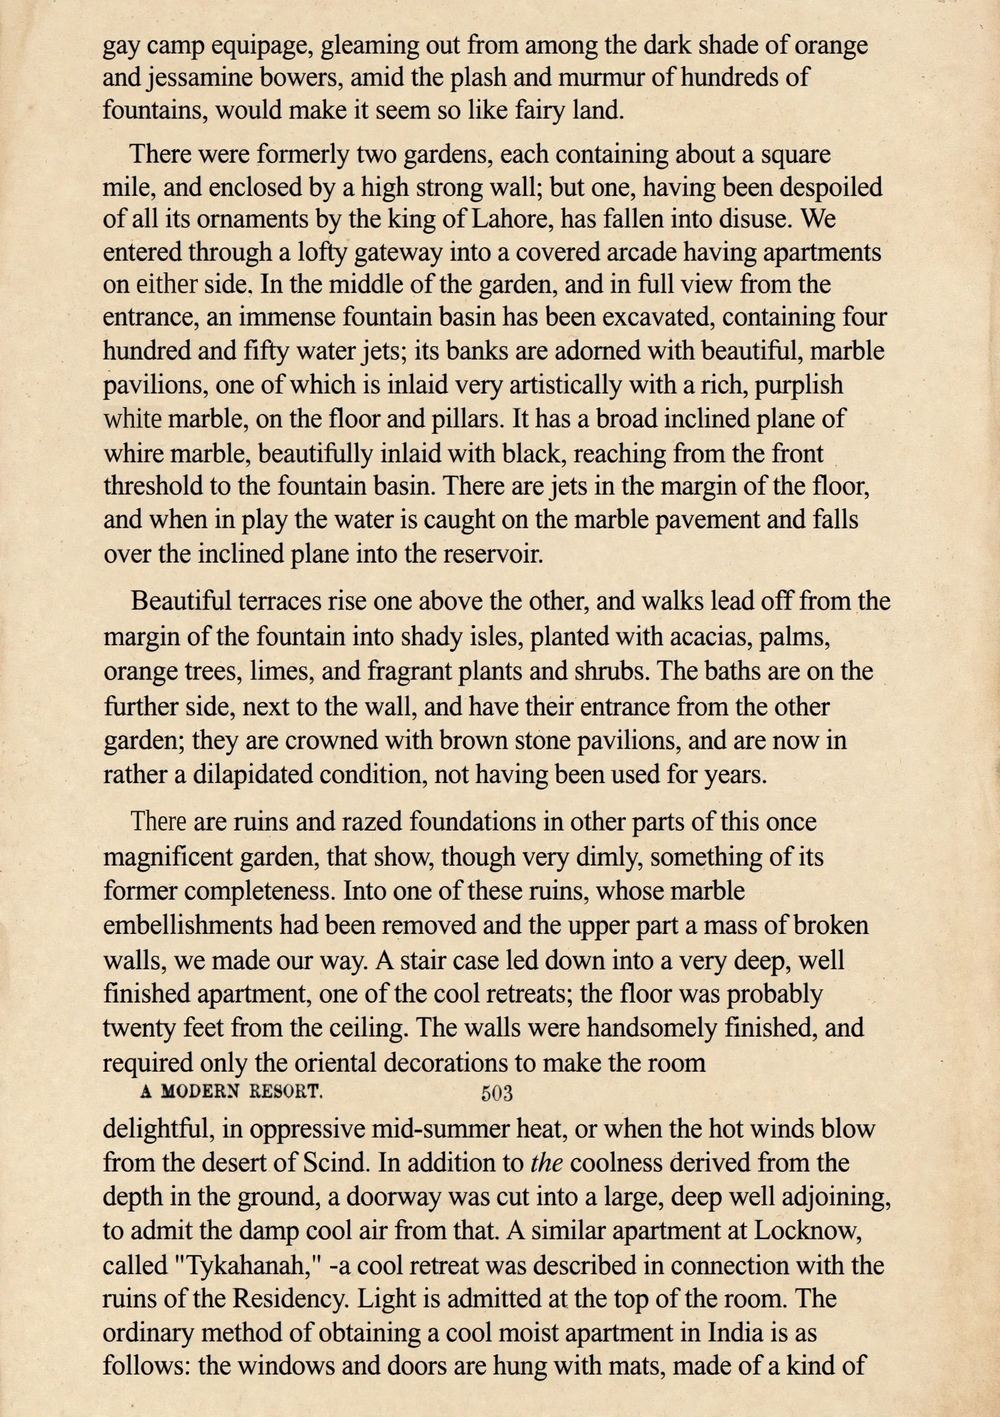 gay camp equipage, gleaming out from among the dark shade of orange
and jessamine bowers, amid the plash and murmur of hundreds of
fountains, would make it seem so like fairy land.
There were formerly two gardens, each containing about a square
mile, and enclosed by a high strong wall; but one, having been despoiled
of all its ornaments by the king of Lahore, has fallen into disuse. We
entered through a lofty gateway into a covered arcade having apartments
on either side. In the middle of the garden, and in full view from the
entrance, an immense fountain basin has been excavated, containing four
hundred and fifty water jets; its banks are adorned with beautiful, marble
pavilions, one of which is inlaid very artistically with a rich, purplish
white marble, on the floor and pillars. It has a broad inclined plane of
whire marble, beautifully inlaid with black, reaching from the front
threshold to the fountain basin. There are jets in the margin of the floor,
and when in play the water is caught on the marble pavement and falls
over the inclined plane into the reservoir.
Beautiful terraces rise one above the other, and walks lead off from the
margin of the fountain into shady isles, planted with acacias, palms,
orange trees, limes, and fragrant plants and shrubs. The baths are on the
further side, next to the wall, and have their entrance from the other
garden; they are crowned with brown stone pavilions, and are now in
rather a dilapidated condition, not having been used for years.
There are ruins and razed foundations in other parts of this once
magnificent garden, that show, though very dimly, something of its
former completeness. Into one of these ruins, whose marble
embellishments had been removed and the upper part a mass of broken
walls, we made our way. A stair case led down into a very deep, well
finished apartment, one of the cool retreats; the floor was probably
twenty feet from the ceiling. The walls were handsomely finished, and
required only the oriental decorations to make the room
A MODERN RESORT. 503
delightful, in oppressive mid-summer heat, or when the hot winds blow
from the desert of Scind. In addition to the coolness derived from the
depth in the ground, a doorway was cut into a large, deep well adjoining,
to admit the damp cool air from that. A similar apartment at Locknow,
called "Tykahanah," -a cool retreat was described in connection with the
ruins of the Residency. Light is admitted at the top of the room. The
ordinary method of obtaining a cool moist apartment in India is as
follows: the windows and doors are hung with mats, made of a kind of